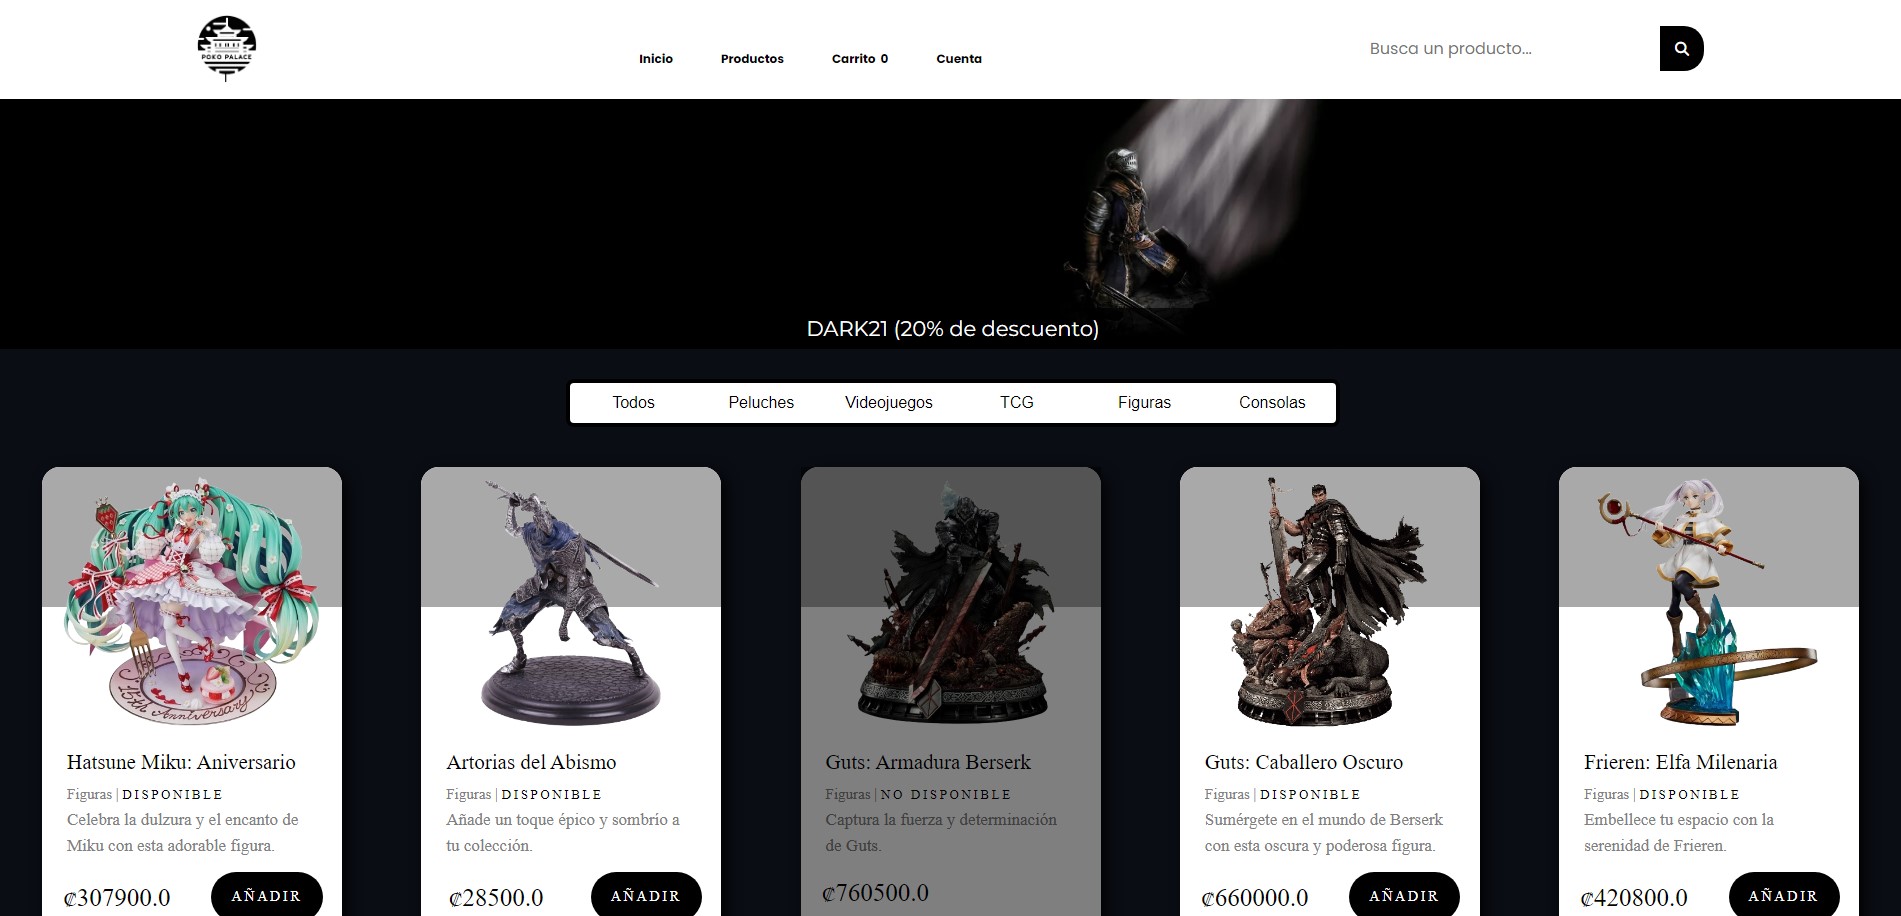 POKO PALACE
Inicio Productos Carrito 0 Cuenta
Busca un producto...
DARK21 (20% de descuento)
Todos Peluches Videojuegos TCG Figuras Consolas
15th Anniversary
Hatsune Miku: Aniversario
Figuras | DISPONIBLE
Celebra la dulzura y el encanto de
Miku con esta adorable figura.
₡307900.0 AÑADIR
Artorias del Abismo
Figuras | DISPONIBLE
Añade un toque épico y sombrío a
tu colección.
₡28500.0 AÑADIR
Guts: Armadura Berserk
Figuras | NO DISPONIBLE
Captura la fuerza y determinación
de Guts.
₡760500.0
Guts: Caballero Oscuro
Figuras | DISPONIBLE
Sumérgete en el mundo de Berserk
con esta oscura y poderosa figura.
₡660000.0 AÑADIR
Frieren: Elfa Milenaria
Figuras | DISPONIBLE
Embellece tu espacio con la
serenidad de Frieren.
₡420800.0 AÑADIR